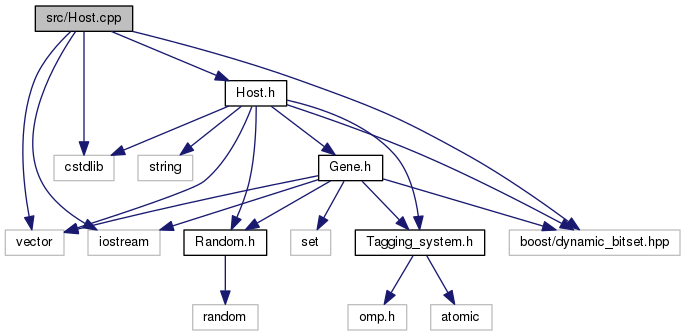 src/Host.cpp
Host.h
cstdlib
string
Gene.h
vector
iostream
Random.h
set
Tagging_system.h
boost/dynamic_bitset.hpp
random
omp.h
atomic